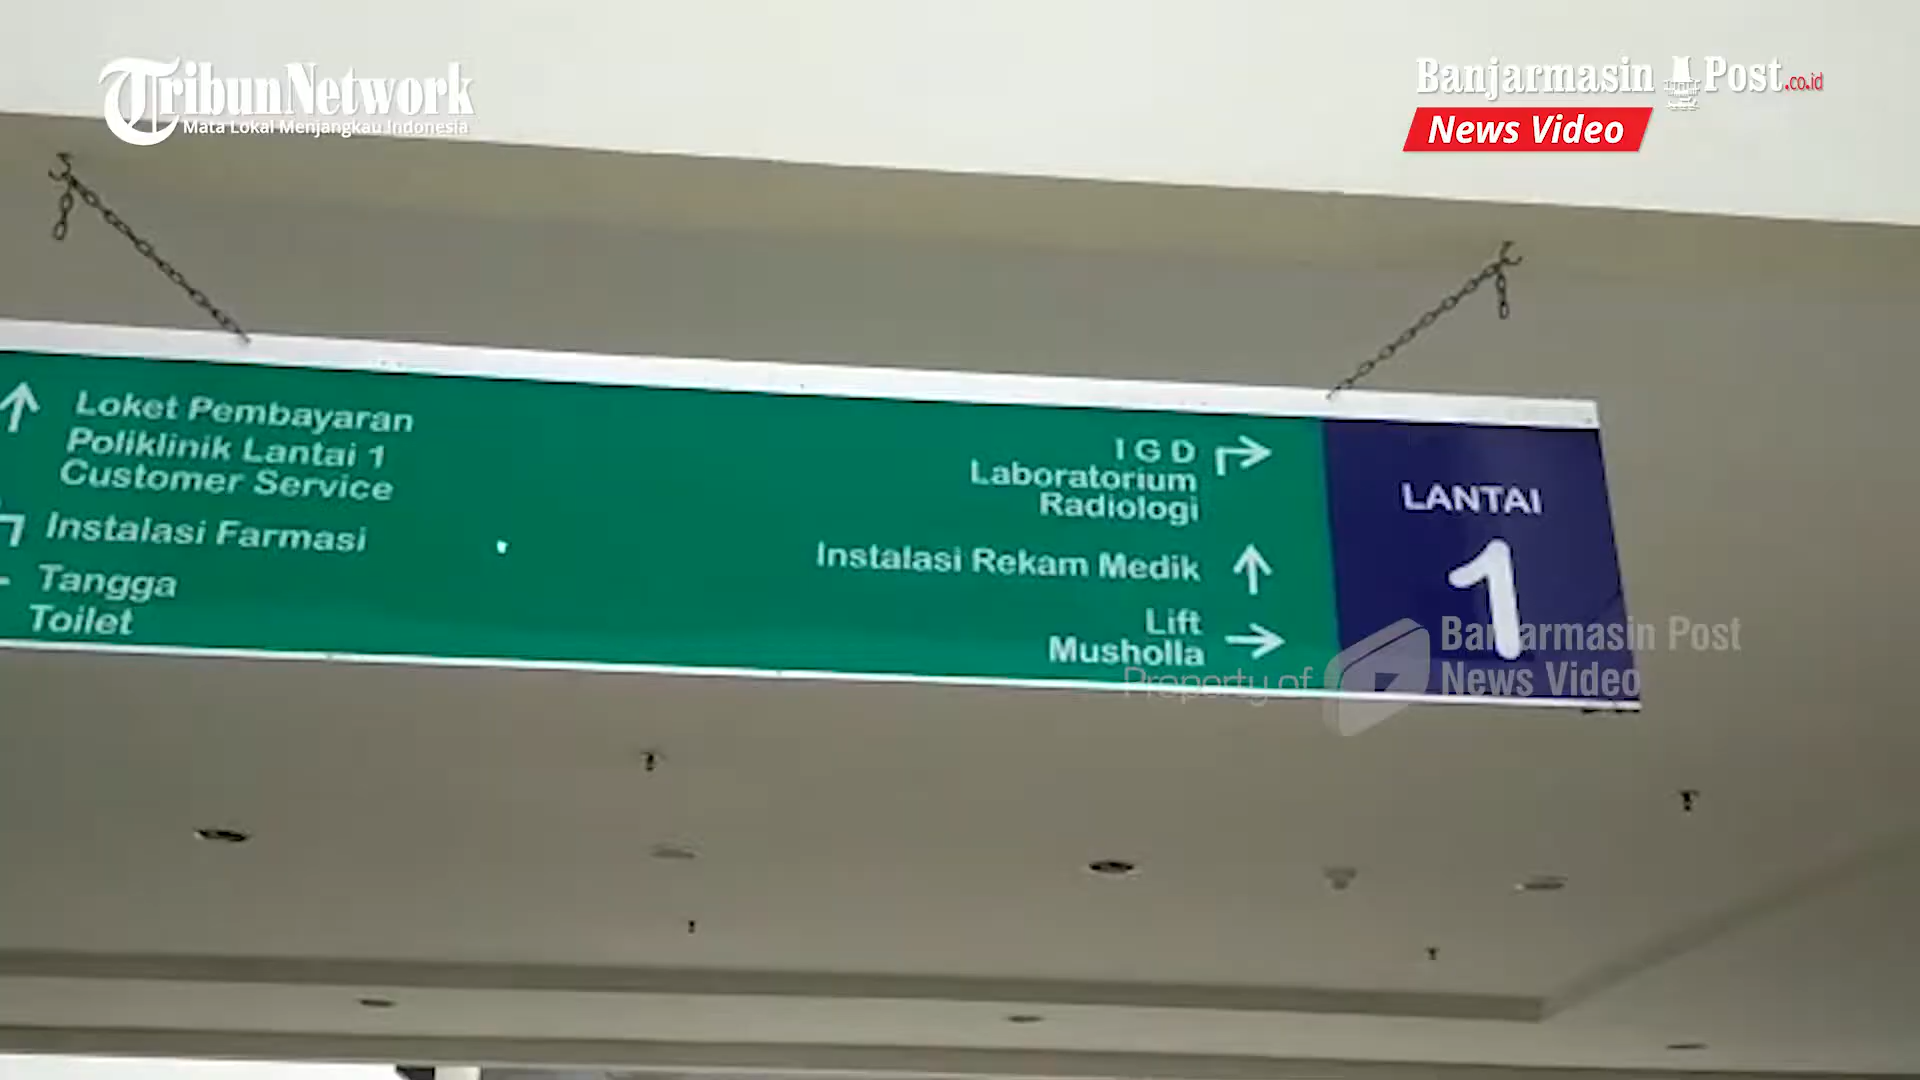 TribunNetwork
Mata Lokal Menjangkau Indonesia
Banjarmasin Post.co.id
News Video
Loket Pembayaran
Poliklinik Lantai 1
Customer Service
Instalasi Farmasi
Tangga
Toilet
I G D
Laboratorium
Radiologi
Instalasi Rekam Medik
Lift
Musholla
LANTAI
1
Property of
Banjarmasin Post
News Video